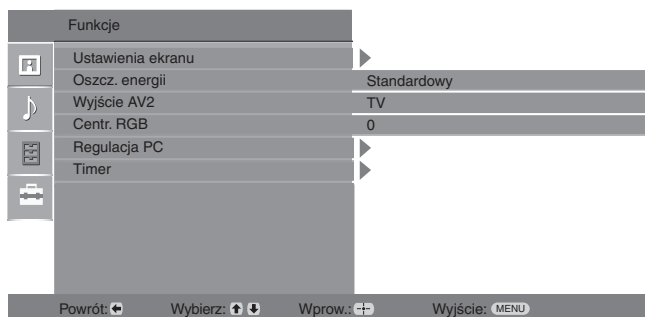 Funkcje
Ustawienia ekranu
Oszcz. energii Standardowy
Wyjście AV2 TV
Centr. RGB 0
Regulacja PC
Timer
Powrót: Wybierz: Wprow.: Wyjście: MENU